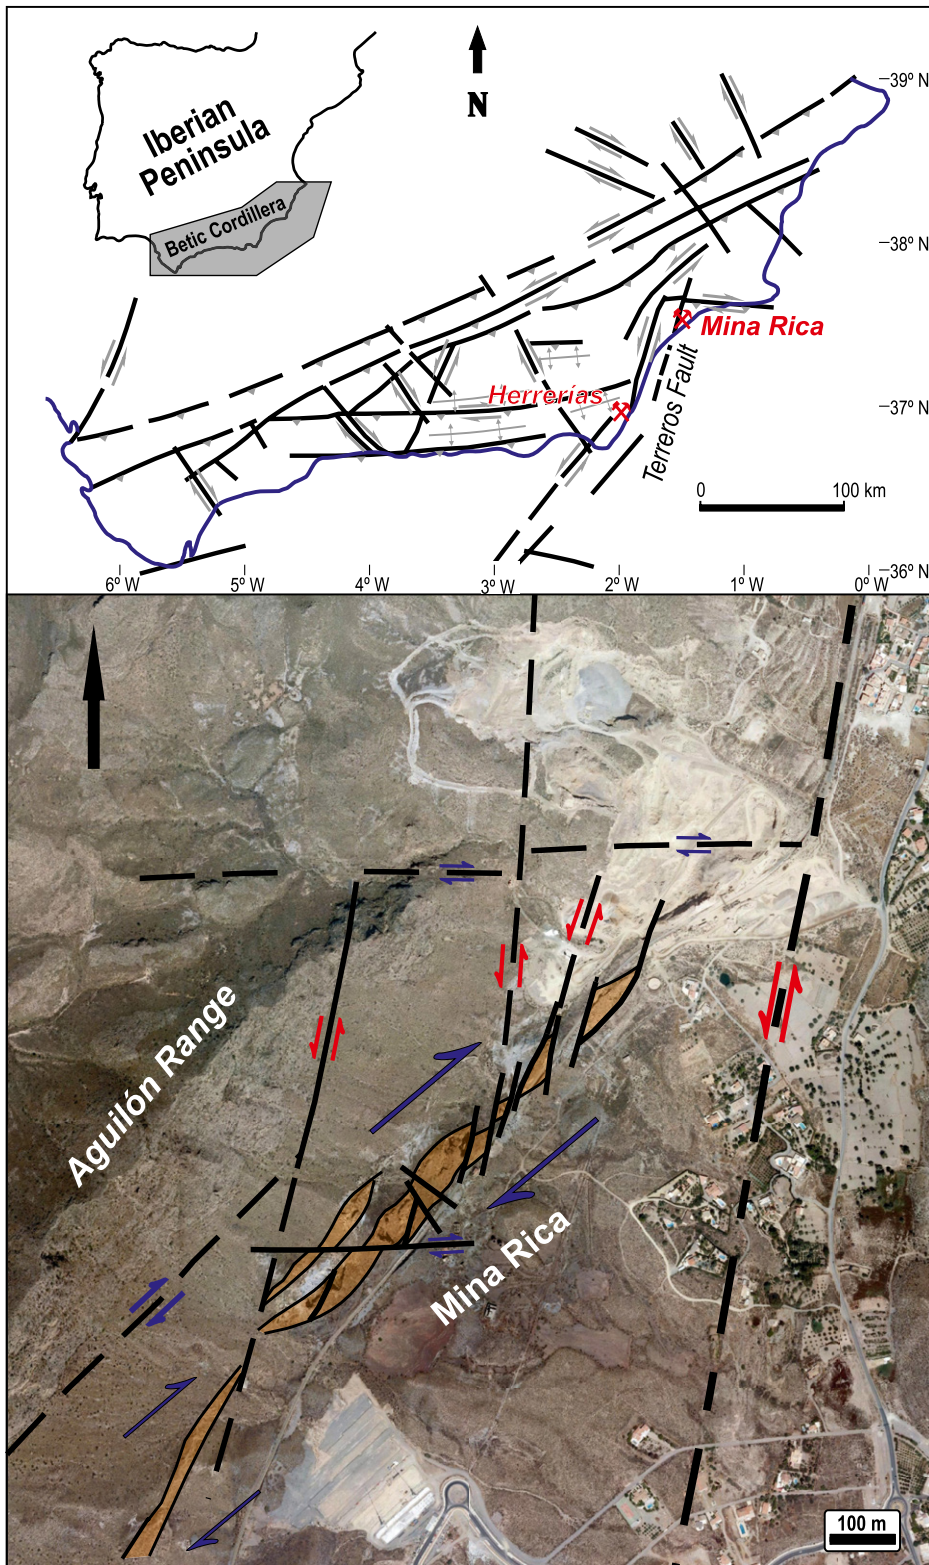 Iberian
Peninsula
Betic Cordillera
N
39º N
38º N
37º N
36º N
Mina Rica
Herrerías
Terreros Fault
0 100 km
6º W 5º W 4º W 3º W 2º W 1º W 0º W
Aguilón Range
Mina Rica
100 m